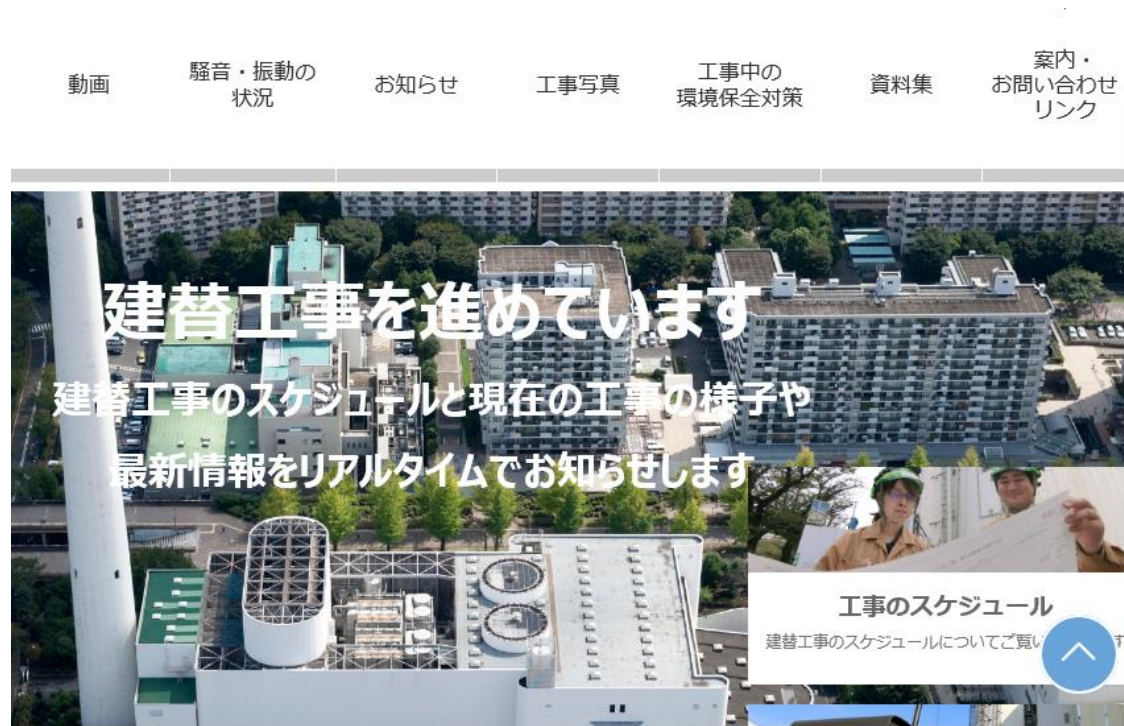 動画
騒音・振動の
状況
お知らせ
工事写真
工事中の
環境保全対策
資料集
案内・
お問い合わせ
リンク
建替工事を進めています
建替工事のスケジュールと現在の工事の様子や
最新情報をリアルタイムでお知らせします
工事のスケジュール
建替工事のスケジュールについてご覧い